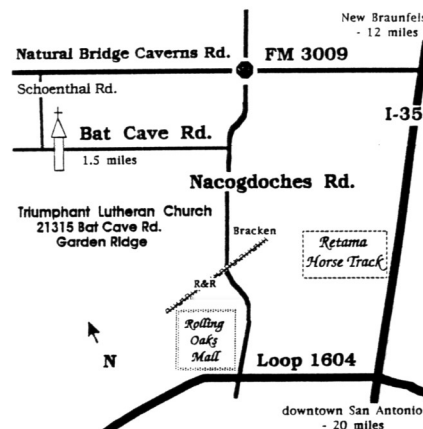 New Braunfels
- 12 miles
Natural Bridge Caverns Rd.
FM 3009
Schoenthal Rd.
I-35
Bat Cave Rd.
1.5 miles
Nacogdoches Rd.
Triumphant Lutheran Church
21315 Bat Cave Rd.
Garden Ridge
Bracken
Retama
Horse Track
R&R
Rolling
Oaks
Mall
N
Loop 1604
downtown San Antonio
- 20 miles